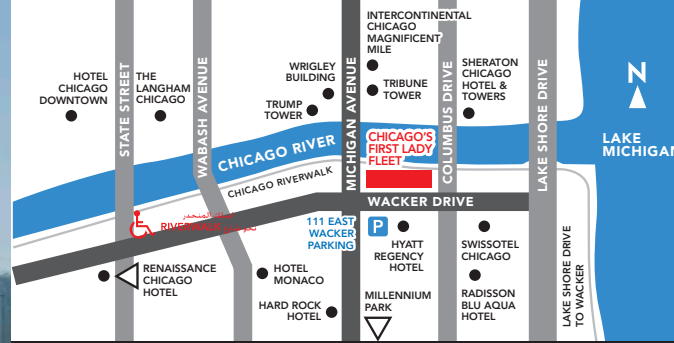 INTERCONTINENTAL
CHICAGO
MAGNIFICENT
MILE
HOTEL
CHICAGO
DOWNTOWN
THE
LANGHAM
CHICAGO
STATE STREET
WABASH AVENUE
WRIGLEY
BUILDING
TRUMP
TOWER
MICHIGAN AVENUE
TRIBUNE
TOWER
COLUMBUS DRIVE
SHERATON
CHICAGO
HOTEL &
TOWERS
LAKE SHORE DRIVE
N
LAKE
MICHIGAN
CHICAGO RIVER
CHICAGO RIVERWALK
CHICAGO'S
FIRST LADY
FLEET
WACKER DRIVE
RIVERWALK
111 EAST
WACKER
PARKING
P
HYATT
REGENCY
HOTEL
SWISSOTEL
CHICAGO
LAKE SHORE DRIVE
TO WACKER
RENAISSANCE
CHICAGO
HOTEL
HOTEL
MONACO
HARD ROCK
HOTEL
MILLENNIUM
PARK
RADISSON
BLU AQUA
HOTEL